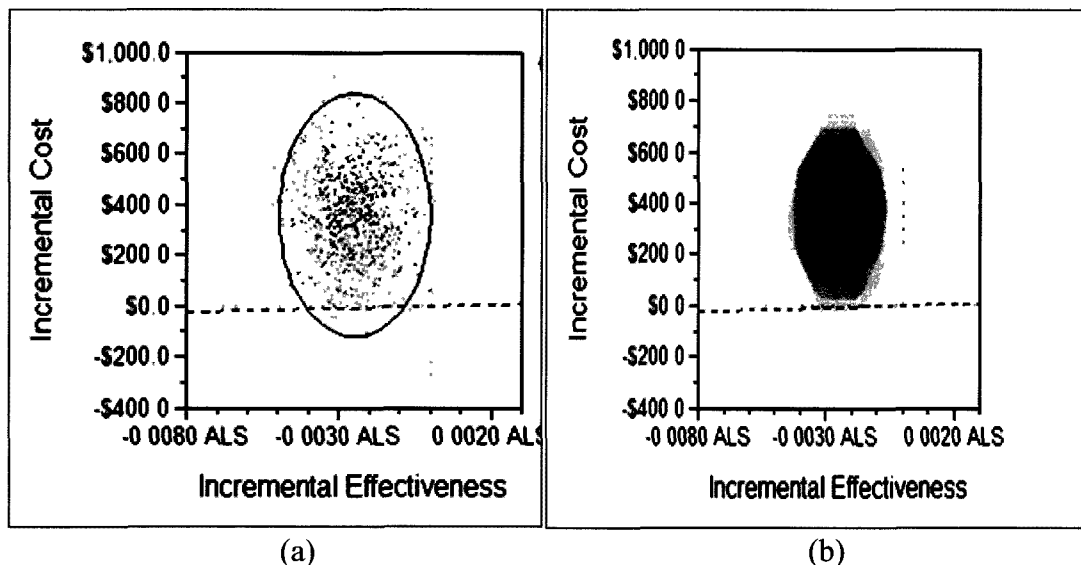 $1,000.0
$800 0
$600 0
$400 0
$200 0
$0 0
-$200 0
-$400 0
-0 0080 ALS
-0 0030 ALS
0 0020 ALS
Incremental Cost
Incremental Effectiveness
(a)
$1,000 0
$800 0
$600 0
$400 0
$200 0
$0 0
-$200 0
-$400 0
-0 0080 ALS
-0 0030 ALS
0 0020 ALS
Incremental Cost
Incremental Effectiveness
(b)